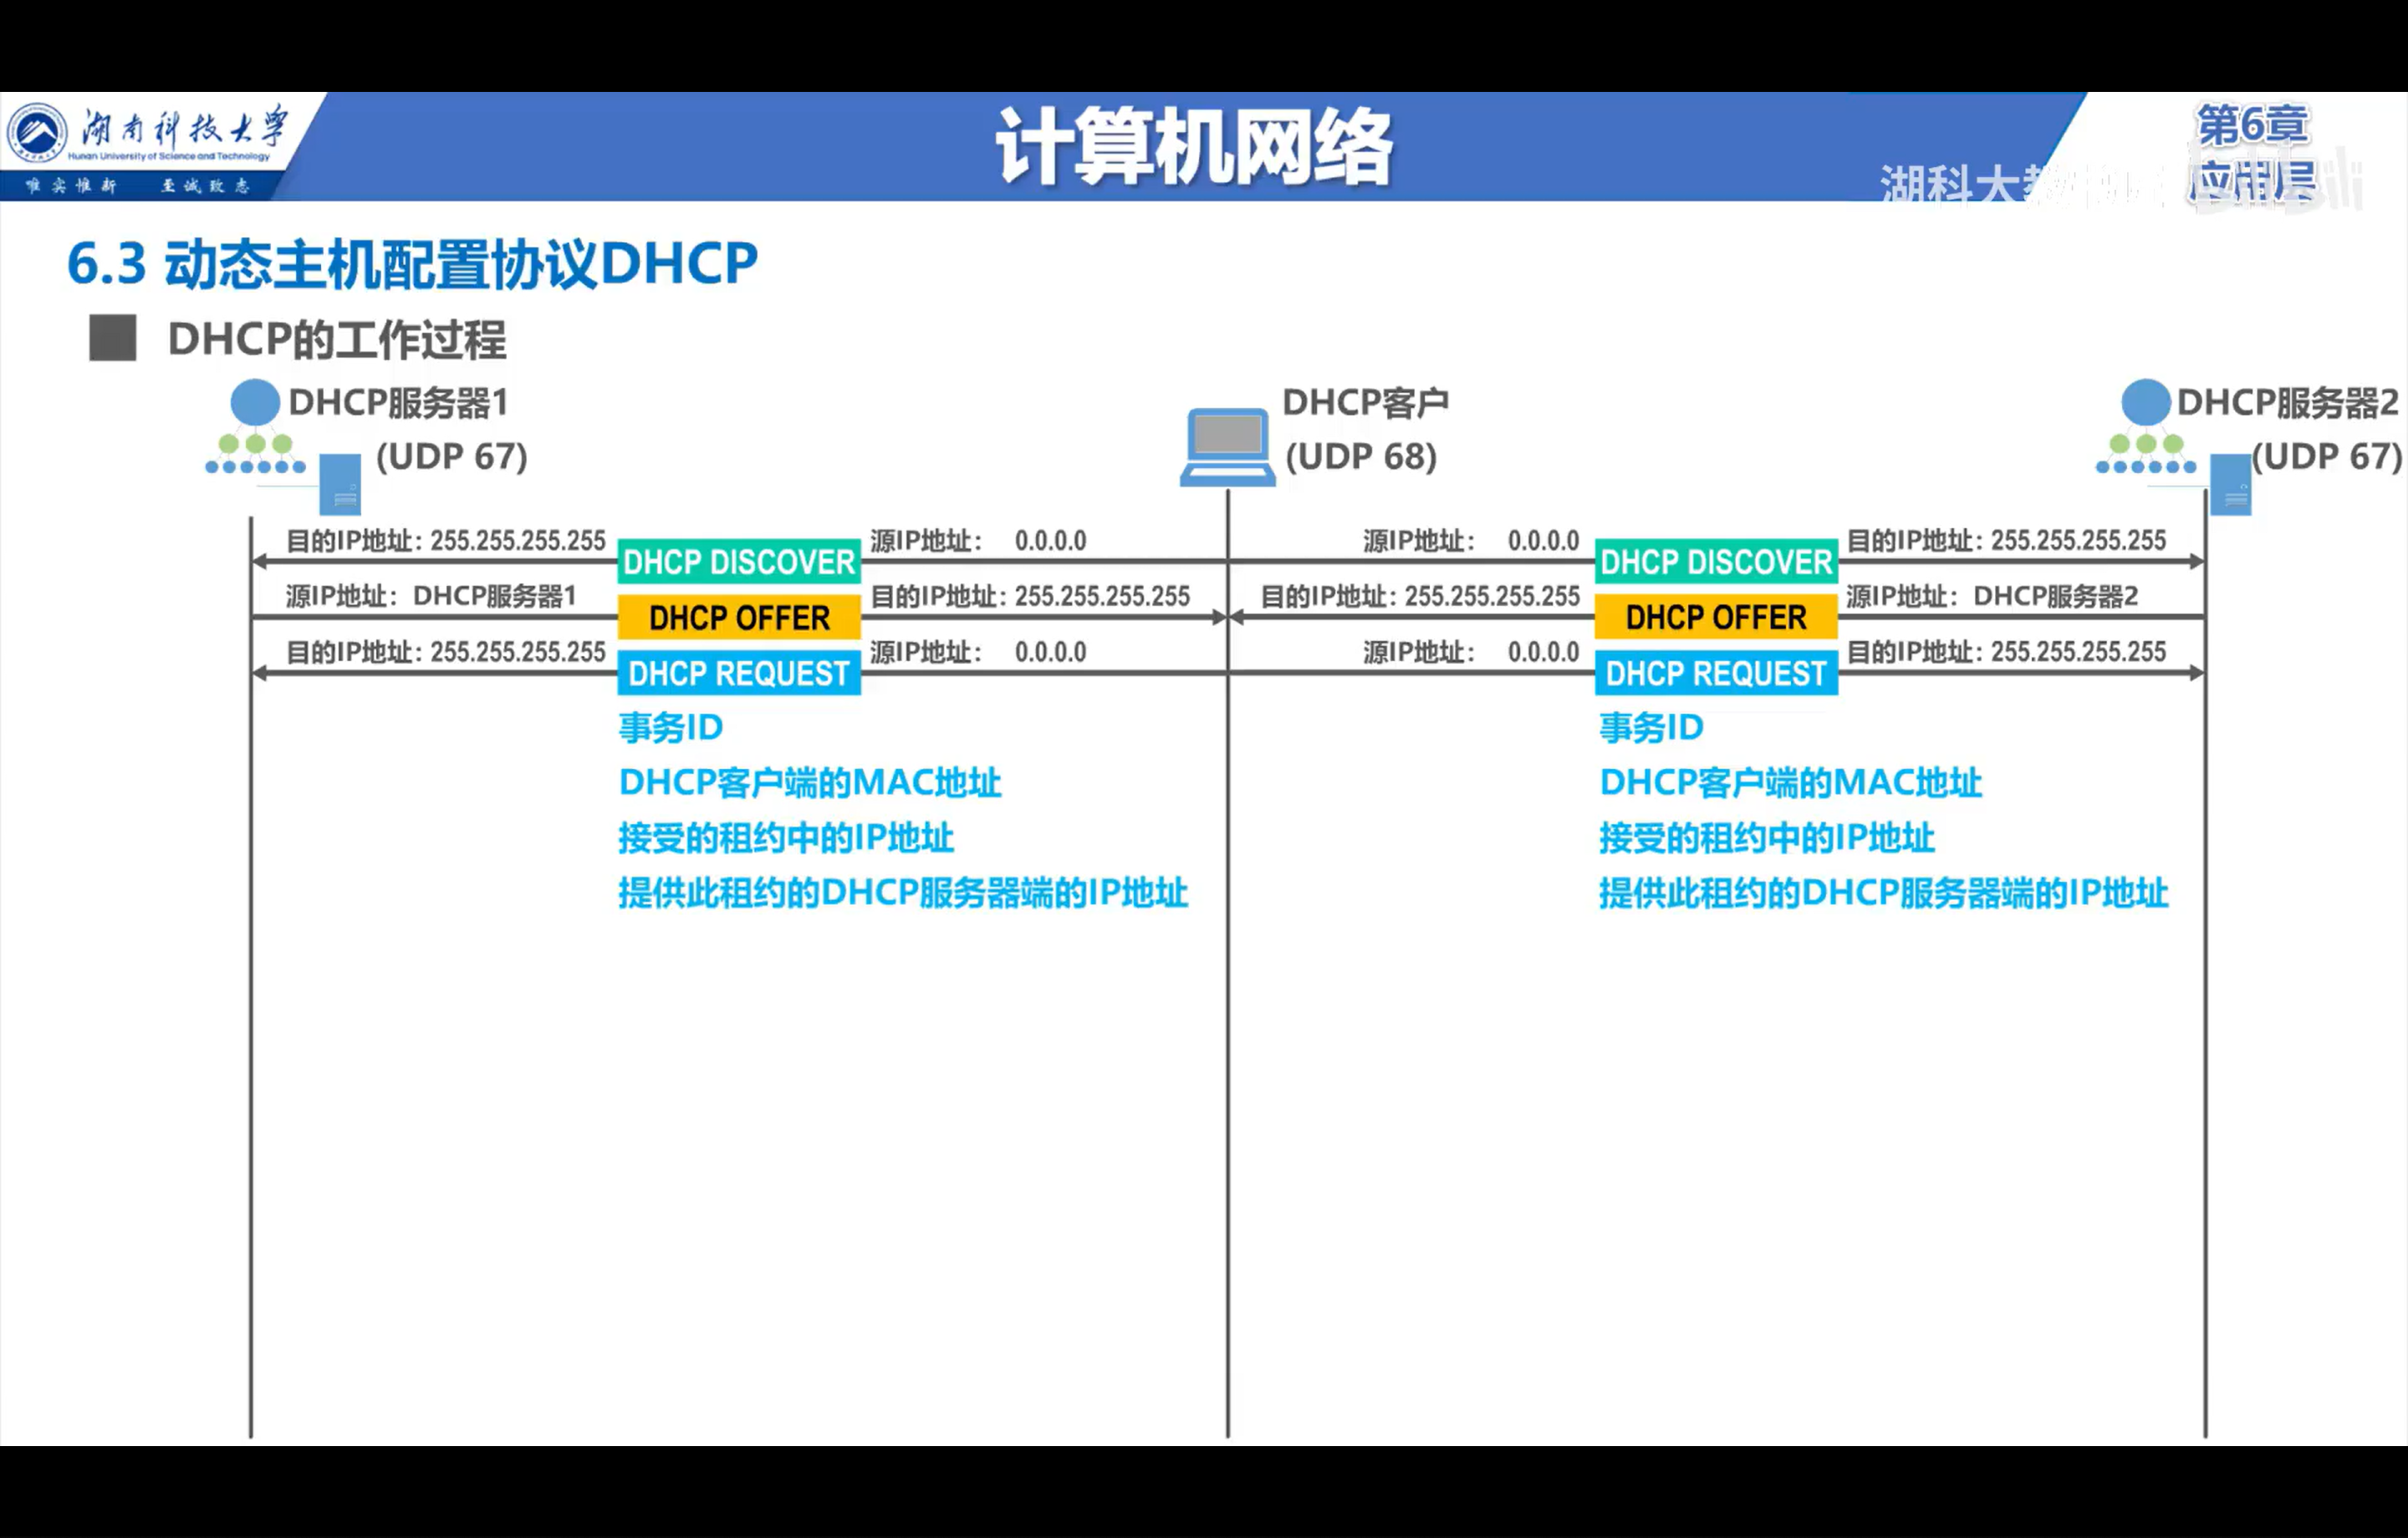 湖南科技大学
Hunan University of Science and Technology
唯实惟新 至诚致志
计算机网络
第6章
应用层
湖科大
6.3 动态主机配置协议DHCP
DHCP的工作过程
DHCP服务器1
(UDP 67)
DHCP客户
(UDP 68)
DHCP服务器2
(UDP 67)
目的IP地址: 255.255.255.255 DHCP DISCOVER 源IP地址: 0.0.0.0 源IP地址: 0.0.0.0 DHCP DISCOVER 目的IP地址: 255.255.255.255
源IP地址: DHCP服务器1 DHCP OFFER 目的IP地址: 255.255.255.255 目的IP地址: 255.255.255.255 DHCP OFFER 源IP地址: DHCP服务器2
目的IP地址: 255.255.255.255 DHCP REQUEST 源IP地址: 0.0.0.0 源IP地址: 0.0.0.0 DHCP REQUEST 目的IP地址: 255.255.255.255
事务ID
DHCP客户端的MAC地址
接受的租约中的IP地址
提供此租约的DHCP服务器端的IP地址
事务ID
DHCP客户端的MAC地址
接受的租约中的IP地址
提供此租约的DHCP服务器端的IP地址